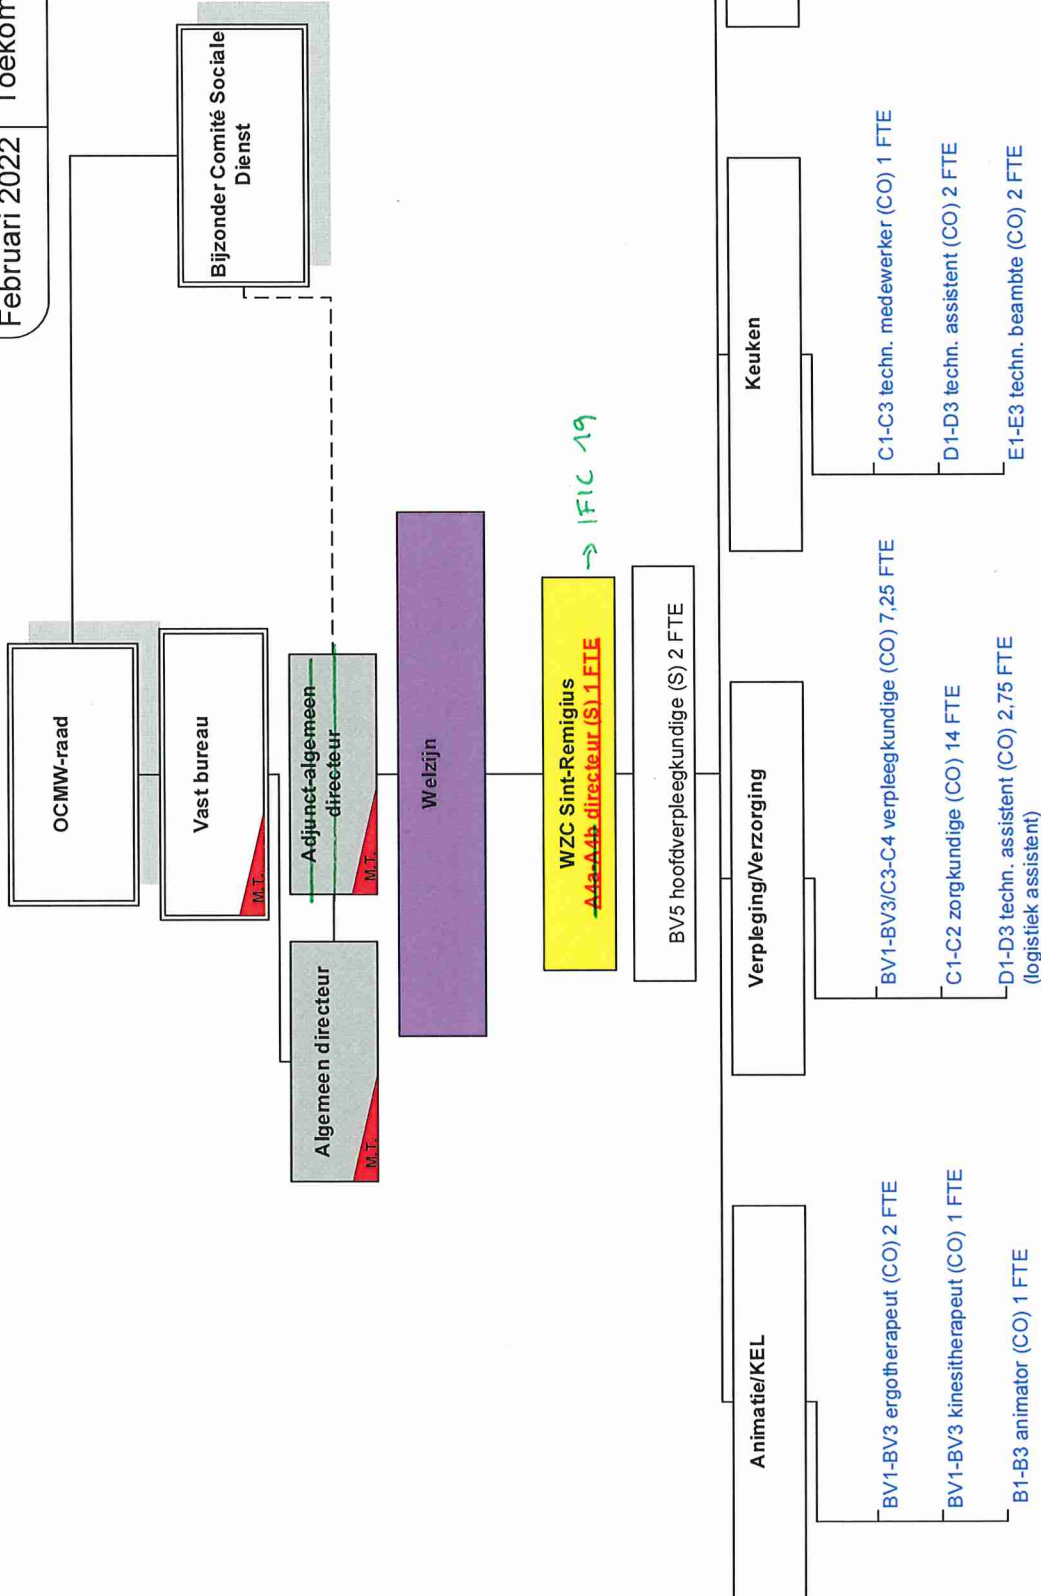 Februari 2022
OCMW-raad
Bijzonder Comité Sociale
Dienst
Vast bureau
M.T.
Algemeen directeur
M.T.
Adjunct-algemeen
directeur
M.T.
Welzijn
WZC Sint-Remigius
A4a-A4b directeur (S) 1 FTE
→ IFIC 19
BV5 hoofdverpleegkundige (S) 2 FTE
Animatie/KEL
BV1-BV3 ergotherapeut (CO) 2 FTE
BV1-BV3 kinesitherapeut (CO) 1 FTE
B1-B3 animator (CO) 1 FTE
Verpleging/Verzorging
BV1-BV3/C3-C4 verpleegkundige (CO) 7,25 FTE
C1-C2 zorgkundige (CO) 14 FTE
D1-D3 techn. assistent (CO) 2,75 FTE
(logistiek assistent)
Keuken
C1-C3 techn. medewerker (CO) 1 FTE
D1-D3 techn. assistent (CO) 2 FTE
E1-E3 techn. beambte (CO) 2 FTE